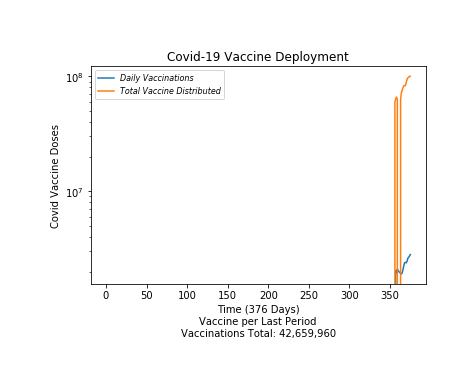 Covid-19 Vaccine Deployment
Daily Vaccinations
Total Vaccine Distributed
Covid Vaccine Doses
10⁸
10⁷
0 50 100 150 200 250 300 350
Time (376 Days)
Vaccine per Last Period
Vaccinations Total: 42,659,960